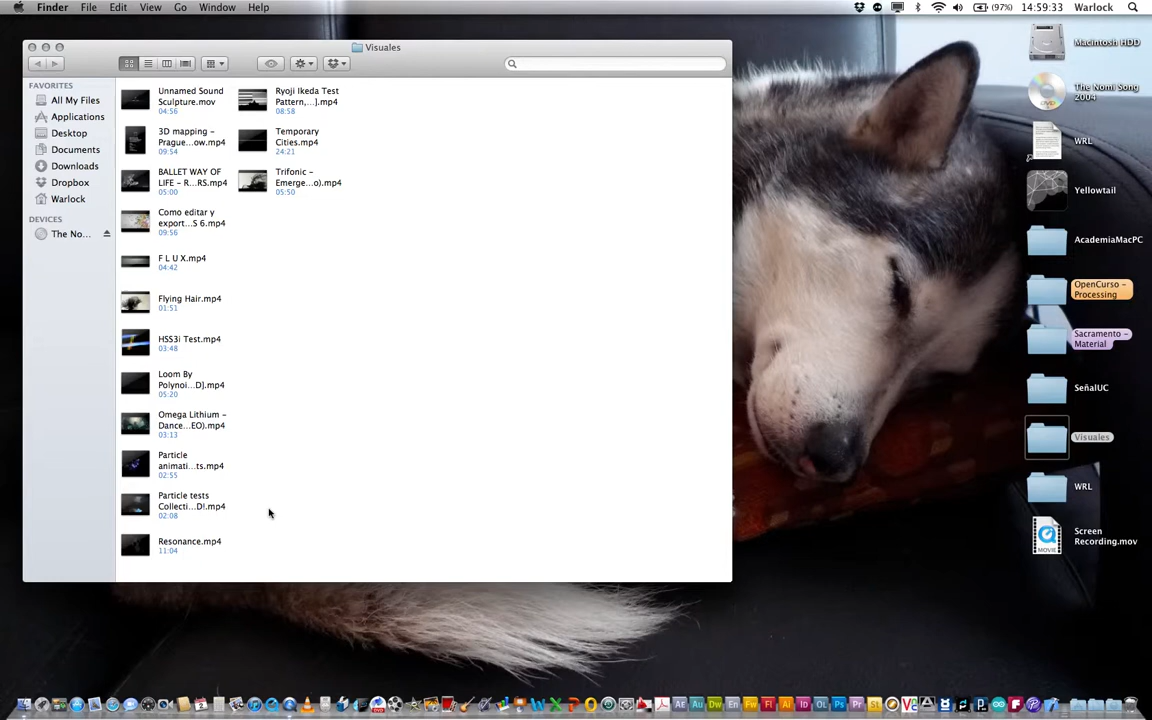 Finder File Edit View Go Window Help
(97%) 14:59:33 Warlock
Visuales
FAVORITES
All My Files
Applications
Desktop
Documents
Downloads
Dropbox
Warlock
DEVICES
The No...
Unnamed Sound
Sculpture.mov
04:56
3D mapping -
Prague...ow.mp4
09:54
BALLET WAY OF
LIFE - R...RS.mp4
05:00
Como editar y
export...S 6.mp4
09:56
F L U X.mp4
04:42
Flying Hair.mp4
01:51
HSS3i Test.mp4
03:48
Loom By
Polynoi...D].mp4
05:20
Omega Lithium -
Dance...EO).mp4
03:13
Particle
animati...ts.mp4
02:55
Particle tests
Collecti...D!.mp4
02:08
Resonance.mp4
11:04
Ryoji Ikeda Test
Pattern,...].mp4
08:58
Temporary
Cities.mp4
24:21
Trifonic -
Emerge...o).mp4
05:50
Macintosh HDD
The Nomi Song
2004
DVD
WRL
Yellowtail
AcademiaMacPC
OpenCurso -
Processing
Sacramento -
Material
SeñalUC
Visuales
WRL
Screen
Recording.mov
MOVIE